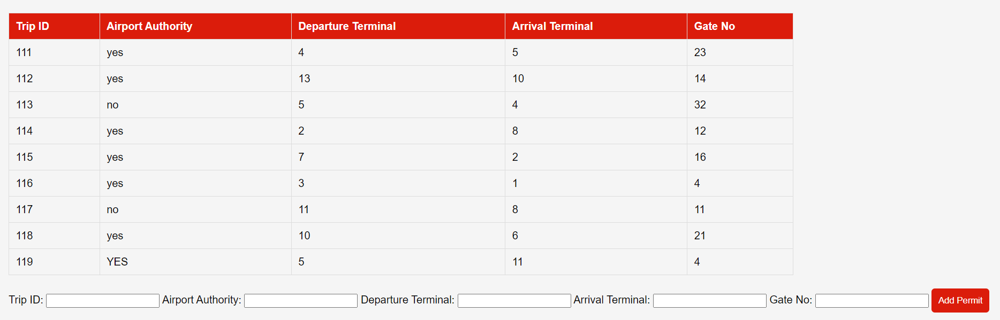 Trip ID Airport Authority Departure Terminal Arrival Terminal Gate No
111 yes 4 5 23
112 yes 13 10 14
113 no 5 4 32
114 yes 2 8 12
115 yes 7 2 16
116 yes 3 1 4
117 no 11 8 11
118 yes 10 6 21
119 YES 5 11 4
Trip ID: Airport Authority: Departure Terminal: Arrival Terminal: Gate No: Add Permit